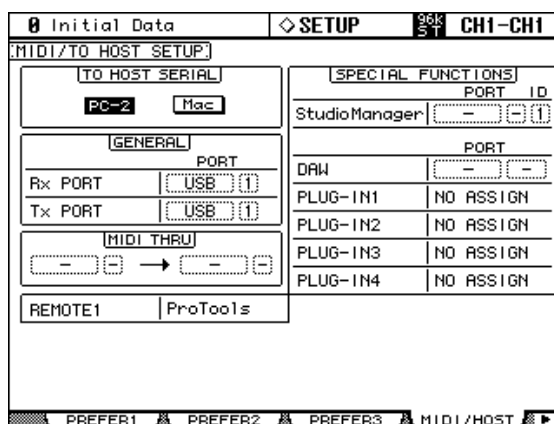 0 Initial Data ◇SETUP 96k ST CH1-CH1
MIDI/TO HOST SETUP
TO HOST SERIAL
PC-2 Mac
GENERAL
PORT
Rx PORT USB 1
Tx PORT USB 1
MIDI THRU
- - → - -
REMOTE1 ProTools
SPECIAL FUNCTIONS
PORT ID
StudioManager - - 1
PORT
DAW - -
PLUG-IN1 NO ASSIGN
PLUG-IN2 NO ASSIGN
PLUG-IN3 NO ASSIGN
PLUG-IN4 NO ASSIGN
PREFER1 PREFER2 PREFER3 MIDI/HOST